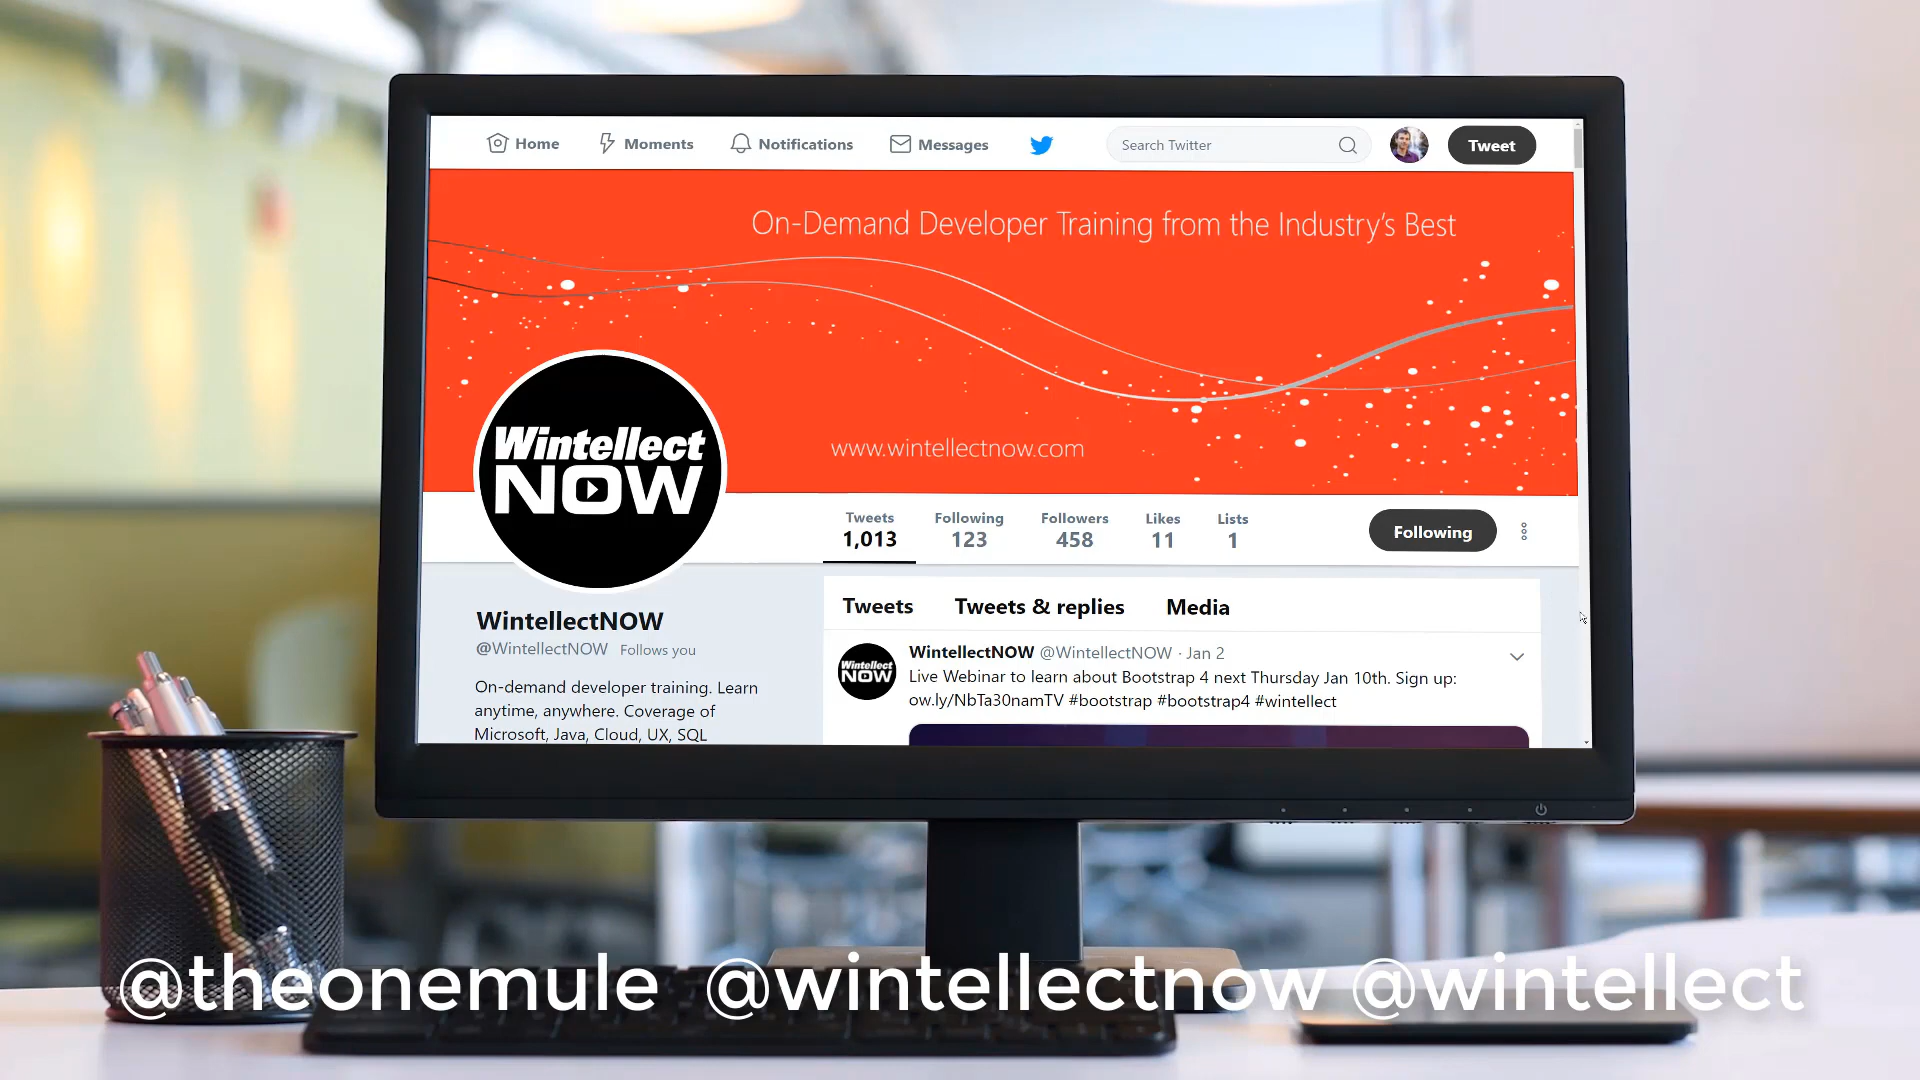 Home Moments Notifications Messages Search Twitter Tweet
On-Demand Developer Training from the Industry's Best
Wintellect
NOW
www.wintellectnow.com
Tweets Following Followers Likes Lists
1,013 123 458 11 1
Following
WintellectNOW
@WintellectNOW Follows you
On-demand developer training. Learn
anytime, anywhere. Coverage of
Microsoft, Java, Cloud, UX, SQL
Tweets Tweets & replies Media
Wintellect
NOW
WintellectNOW @WintellectNOW · Jan 2
Live Webinar to learn about Bootstrap 4 next Thursday Jan 10th. Sign up:
ow.ly/NbTa30namTV #bootstrap #bootstrap4 #wintellect
@theonemule @wintellectnow @wintellect